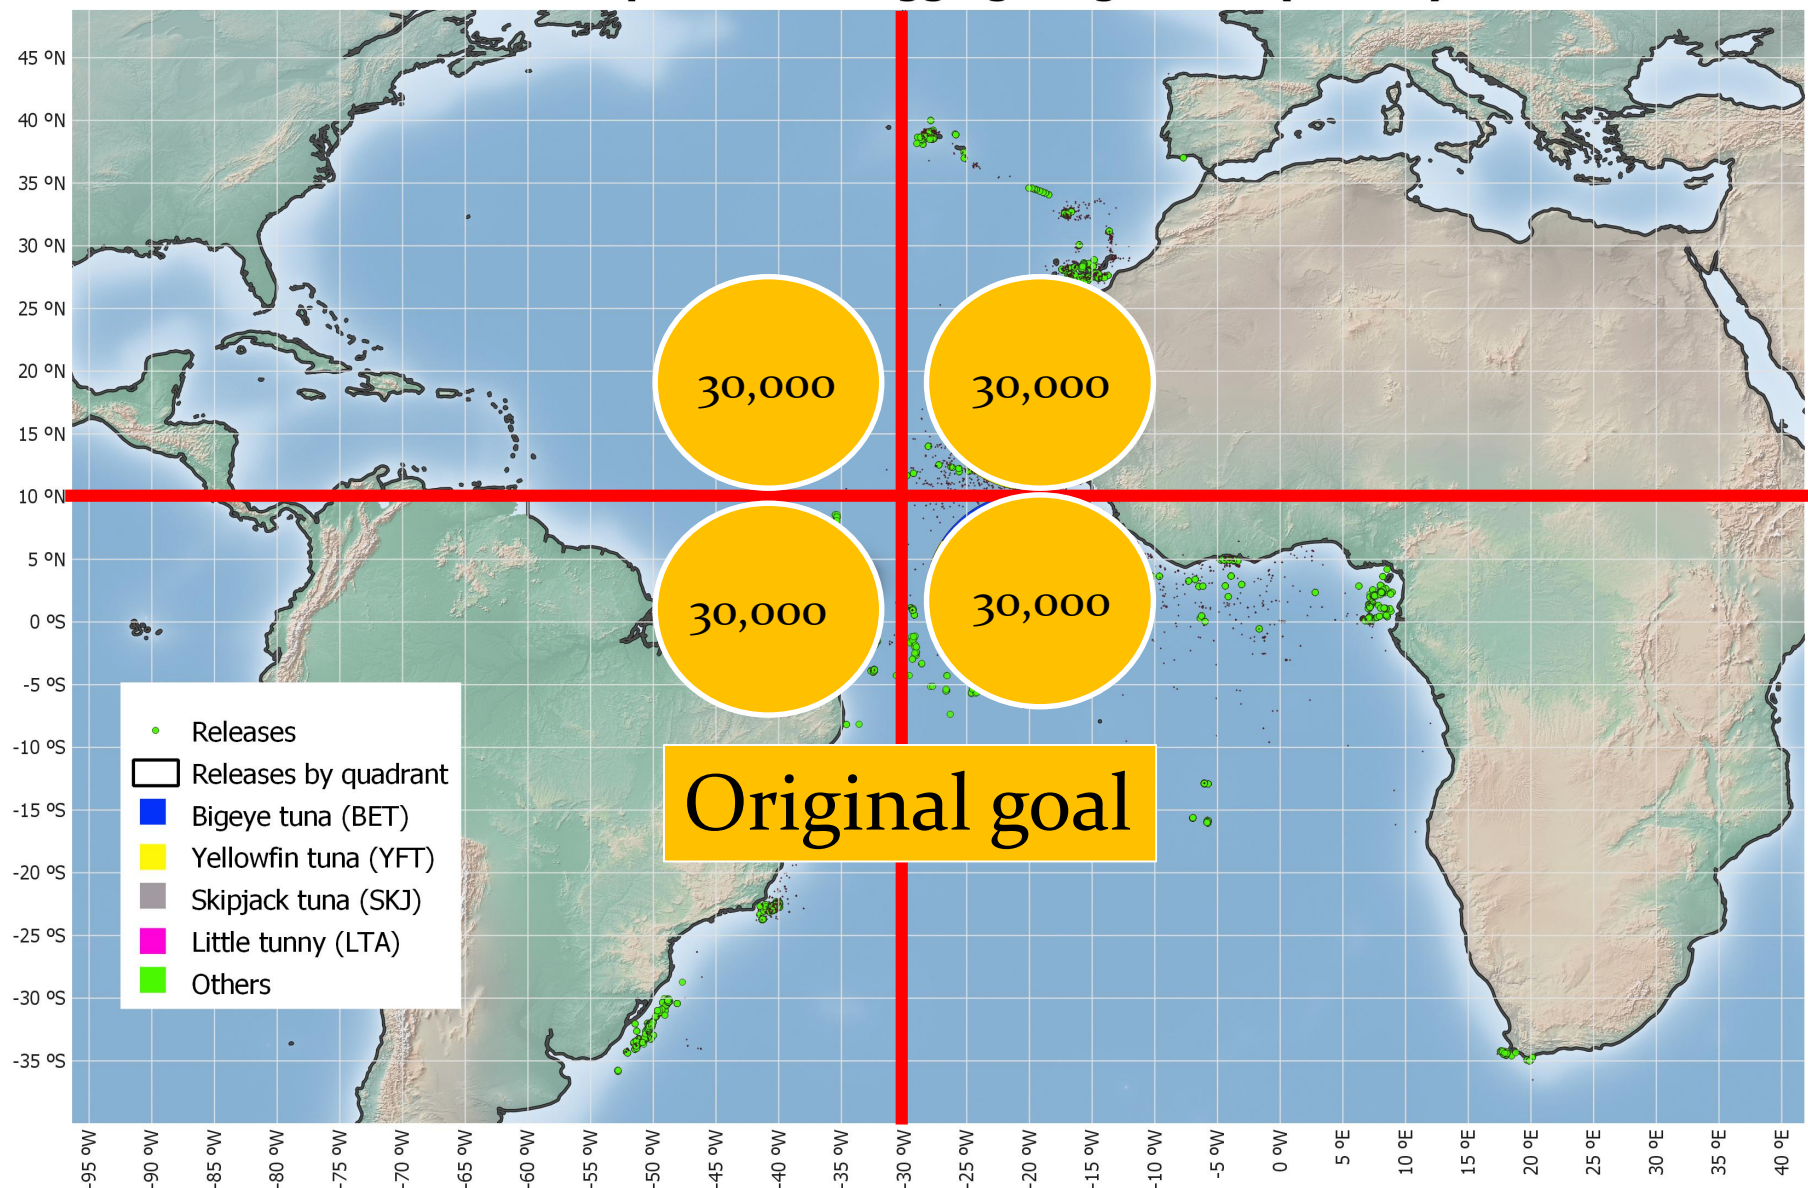 45 ºN
40 ºN
35 ºN
30 ºN
25 ºN
20 ºN
15 ºN
10 ºN
5 ºN
0 ºS
-5 ºS
-10 ºS
-15 ºS
-20 ºS
-25 ºS
-30 ºS
-35 ºS
30,000
30,000
30,000
30,000
Original goal
Releases
Releases by quadrant
Bigeye tuna (BET)
Yellowfin tuna (YFT)
Skipjack tuna (SKJ)
Little tunny (LTA)
Others
-95 ºW
-90 ºW
-85 ºW
-80 ºW
-75 ºW
-70 ºW
-65 ºW
-60 ºW
-55 ºW
-50 ºW
-45 ºW
-40 ºW
-35 ºW
-30 ºW
-25 ºW
-20 ºW
-15 ºW
-10 ºW
-5 ºW
0 ºW
5 ºE
10 ºE
15 ºE
20 ºE
25 ºE
30 ºE
35 ºE
40 ºE